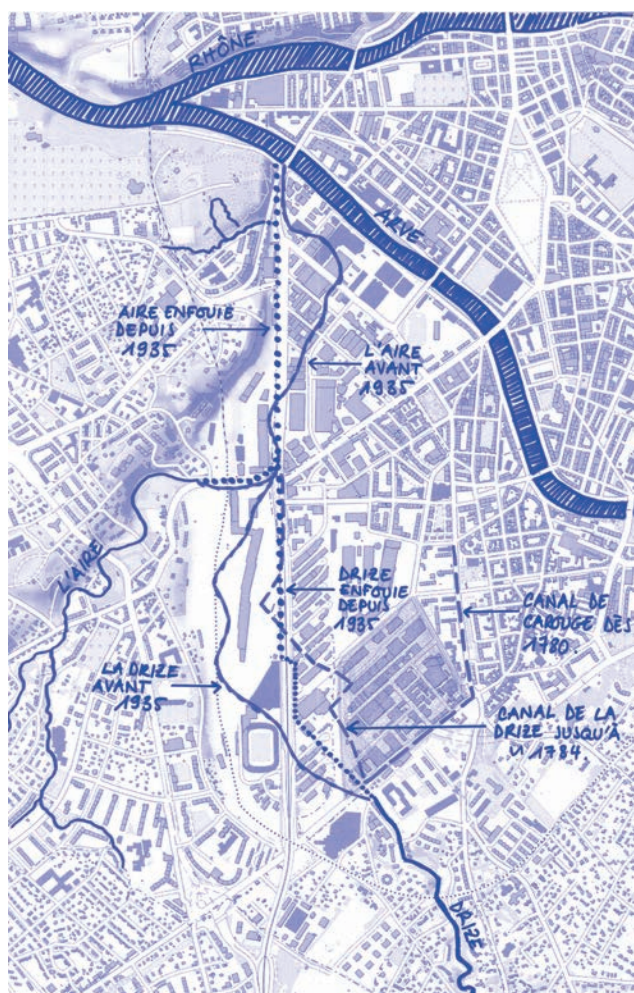 RHÔNE
ARVE
AIRE ENFOUIE
DEPUIS
1935
L'AIRE
AVANT
1935
L'AIRE
DRIZE
ENFOUIE
DEPUIS
1935
CANAL DE
CAROUGE DÈS
1780.
LA DRIZE
AVANT
1935
CANAL DE LA
DRIZE JUSQU'À
1784
DRIZE